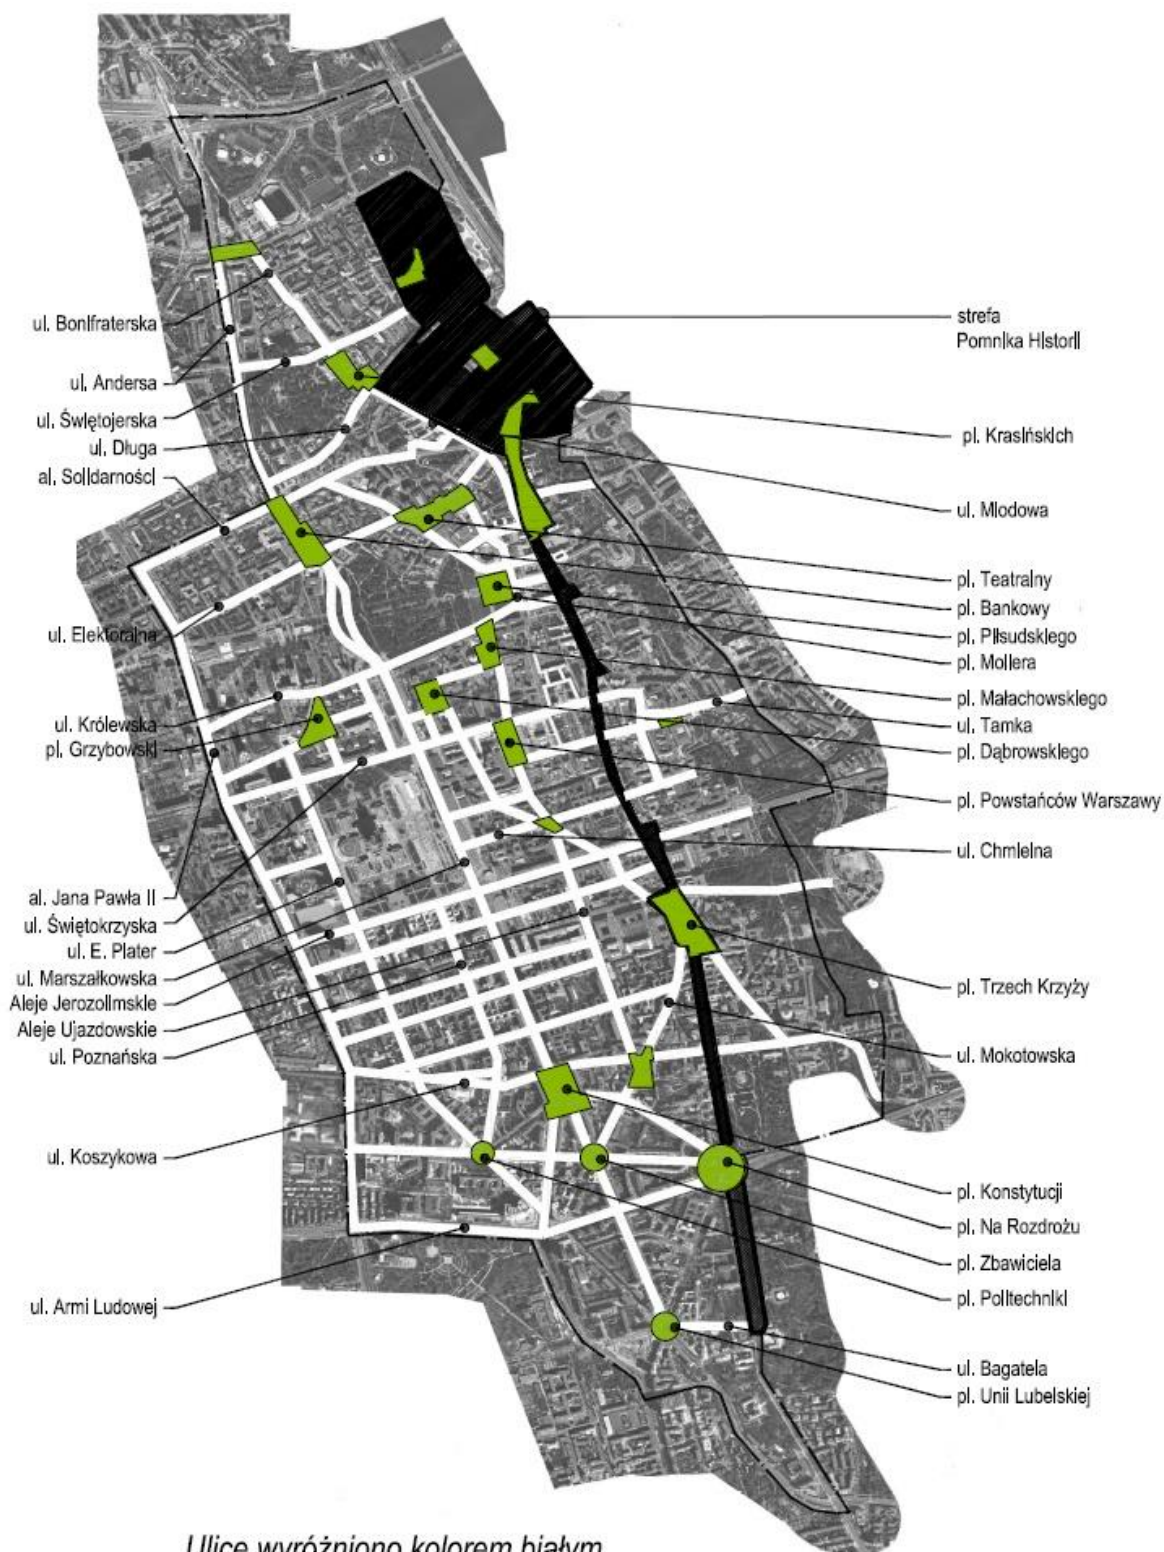 ul. Bonifraterska
ul. Andersa
ul. Świętojerska
ul. Długa
al. Solidarności
ul. Elektoralna
ul. Królewska
pl. Grzybowski
al. Jana Pawła II
ul. Świętokrzyska
ul. E. Plater
ul. Marszałkowska
Aleje Jerozolimskie
Aleje Ujazdowskie
ul. Poznańska
ul. Koszykowa
ul. Armi Ludowej
strefa
Pomnika Historii
pl. Krasińskich
ul. Miodowa
pl. Teatralny
pl. Bankowy
pl. Piłsudskiego
pl. Moliera
pl. Małachowskiego
ul. Tamka
pl. Dąbrowskiego
pl. Powstańców Warszawy
ul. Chmielna
pl. Trzech Krzyży
ul. Mokotowska
pl. Konstytucji
pl. Na Rozdrożu
pl. Zbawiciela
pl. Politechniki
ul. Bagatela
pl. Unii Lubelskiej
Ulice wyróżniono kolorem białym